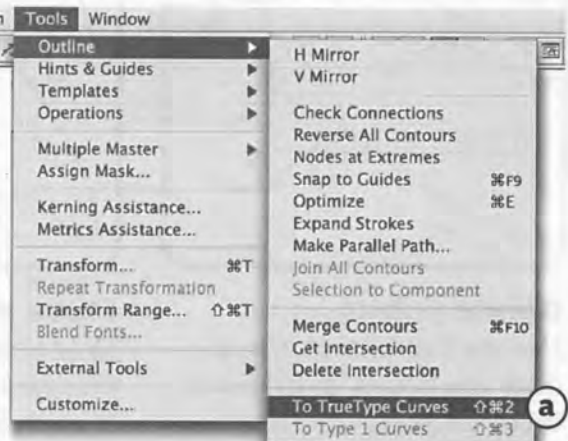 Tools Window
Outline
Hints & Guides
Templates
Operations
Multiple Master
Assign Mask...
Kerning Assistance...
Metrics Assistance...
Transform... ⌘T
Repeat Transformation
Transform Range... ⇧⌘T
Blend Fonts...
External Tools
Customize...
H Mirror
V Mirror
Check Connections
Reverse All Contours
Nodes at Extremes
Snap to Guides ⌘F9
Optimize ⌘E
Expand Strokes
Make Parallel Path...
Join All Contours
Selection to Component
Merge Contours ⌘F10
Get Intersection
Delete Intersection
To TrueType Curves ⇧⌘2
To Type 1 Curves ⇧⌘3
a